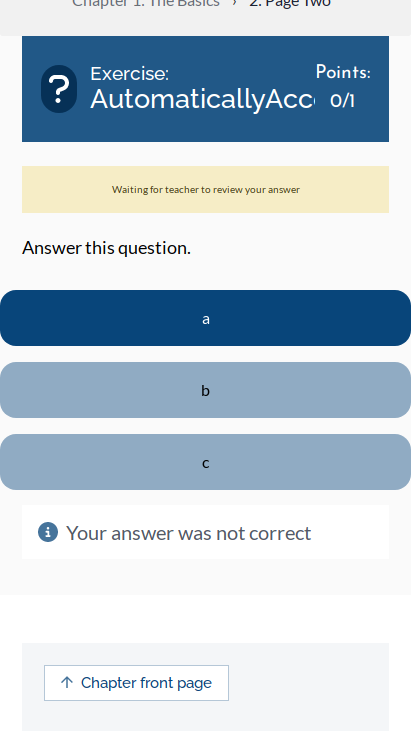 Chapter 1: The Basics › 2. Page Two
Exercise:
AutomaticallyAcc
Points:
0/1
Waiting for teacher to review your answer
Answer this question.
a
b
c
Your answer was not correct
Chapter front page